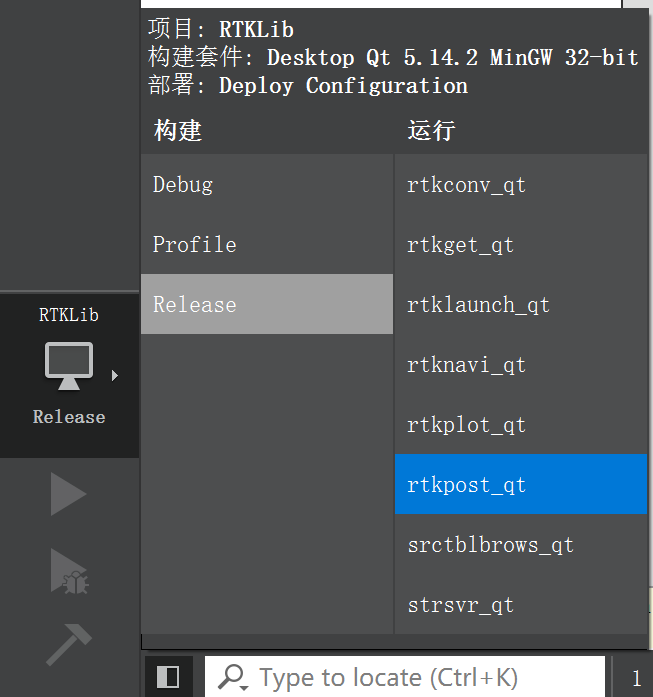 项目: RTKLib
构建套件: Desktop Qt 5.14.2 MinGW 32-bit
部署: Deploy Configuration
构建
运行
Debug
rtkconv_qt
Profile
rtkget_qt
Release
rtklaunch_qt
rtknavi_qt
rtkplot_qt
rtkpost_qt
srctblbrows_qt
strsvr_qt
RTKLib
Release
Type to locate (Ctrl+K)
1